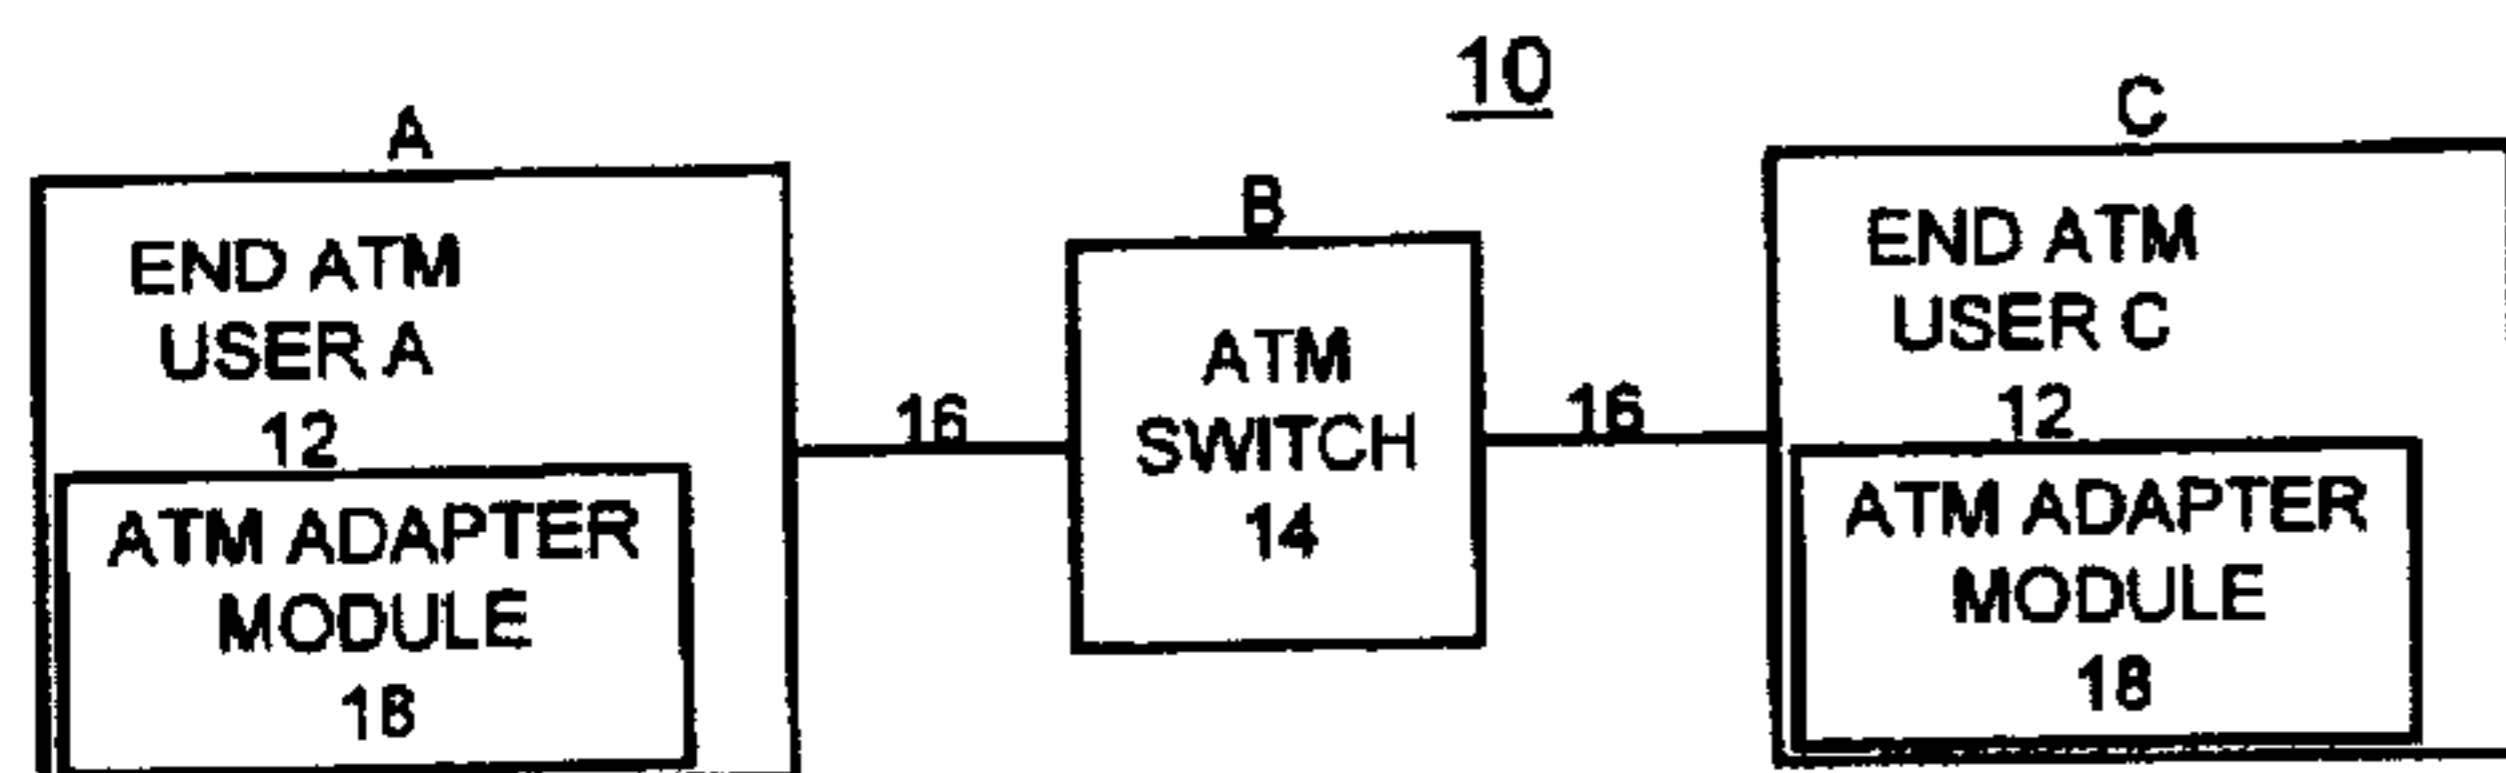 10
A
END ATM
USER A
12
ATM ADAPTER
MODULE
18
16
B
ATM
SWITCH
14
16
C
END ATM
USER C
12
ATM ADAPTER
MODULE
18